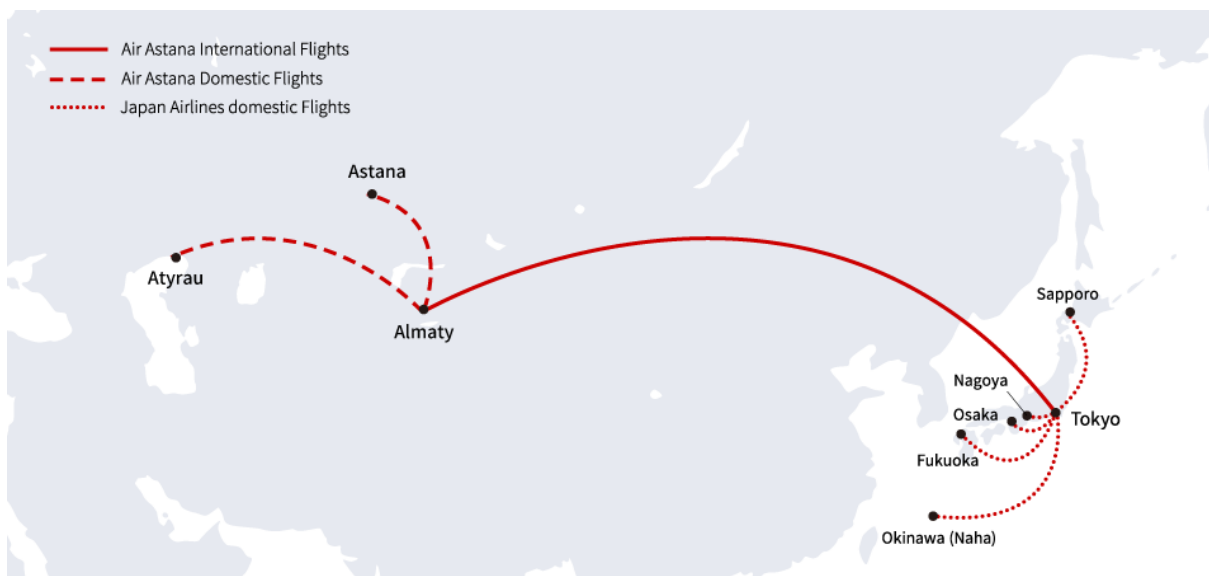 Air Astana International Flights
Air Astana Domestic Flights
Japan Airlines domestic Flights
Astana
Atyrau
Almaty
Sapporo
Nagoya
Osaka
Tokyo
Fukuoka
Okinawa (Naha)